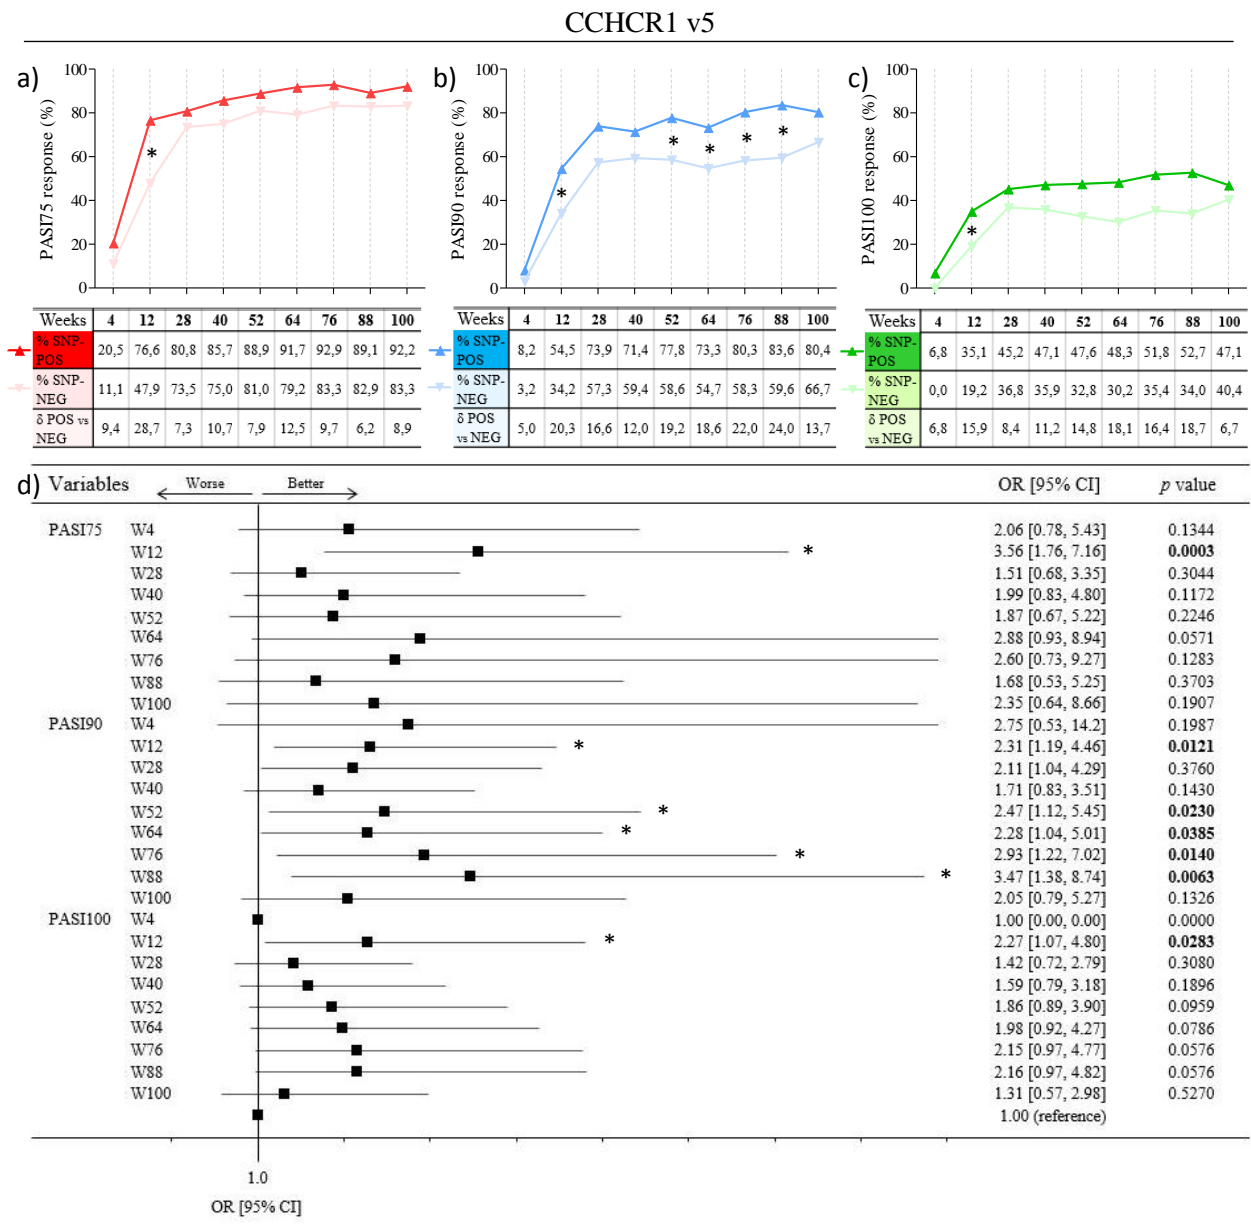 CCHCR1 v5
a)
PASI75 response (%)
100
80
60
40
20
0
*
Weeks 4 12 28 40 52 64 76 88 100
% SNP-POS 20,5 76,6 80,8 85,7 88,9 91,7 92,9 89,1 92,2
% SNP-NEG 11,1 47,9 73,5 75,0 81,0 79,2 83,3 82,9 83,3
δ POS vs NEG 9,4 28,7 7,3 10,7 7,9 12,5 9,7 6,2 8,9
b)
PASI90 response (%)
100
80
60
40
20
0
* * * * *
Weeks 4 12 28 40 52 64 76 88 100
% SNP-POS 8,2 54,5 73,9 71,4 77,8 73,3 80,3 83,6 80,4
% SNP-NEG 3,2 34,2 57,3 59,4 58,6 54,7 58,3 59,6 66,7
δ POS vs NEG 5,0 20,3 16,6 12,0 19,2 18,6 22,0 24,0 13,7
c)
PASI100 response (%)
100
80
60
40
20
0
*
Weeks 4 12 28 40 52 64 76 88 100
% SNP-POS 6,8 35,1 45,2 47,1 47,6 48,3 51,8 52,7 47,1
% SNP-NEG 0,0 19,2 36,8 35,9 32,8 30,2 35,4 34,0 40,4
δ POS vs NEG 6,8 15,9 8,4 11,2 14,8 18,1 16,4 18,7 6,7
d) Variables Worse Better OR [95% CI] p value
PASI75 W4 2.06 [0.78, 5.43] 0.1344
W12 * 3.56 [1.76, 7.16] 0.0003
W28 1.51 [0.68, 3.35] 0.3044
W40 1.99 [0.83, 4.80] 0.1172
W52 1.87 [0.67, 5.22] 0.2246
W64 2.88 [0.93, 8.94] 0.0571
W76 2.60 [0.73, 9.27] 0.1283
W88 1.68 [0.53, 5.25] 0.3703
W100 2.35 [0.64, 8.66] 0.1907
PASI90 W4 2.75 [0.53, 14.2] 0.1987
W12 * 2.31 [1.19, 4.46] 0.0121
W28 2.11 [1.04, 4.29] 0.3760
W40 1.71 [0.83, 3.51] 0.1430
W52 * 2.47 [1.12, 5.45] 0.0230
W64 * 2.28 [1.04, 5.01] 0.0385
W76 * 2.93 [1.22, 7.02] 0.0140
W88 * 3.47 [1.38, 8.74] 0.0063
W100 2.05 [0.79, 5.27] 0.1326
PASI100 W4 1.00 [0.00, 0.00] 0.0000
W12 * 2.27 [1.07, 4.80] 0.0283
W28 1.42 [0.72, 2.79] 0.3080
W40 1.59 [0.79, 3.18] 0.1896
W52 1.86 [0.89, 3.90] 0.0959
W64 1.98 [0.92, 4.27] 0.0786
W76 2.15 [0.97, 4.77] 0.0576
W88 2.16 [0.97, 4.82] 0.0576
W100 1.31 [0.57, 2.98] 0.5270
1.00 (reference)
1.0
OR [95% CI]